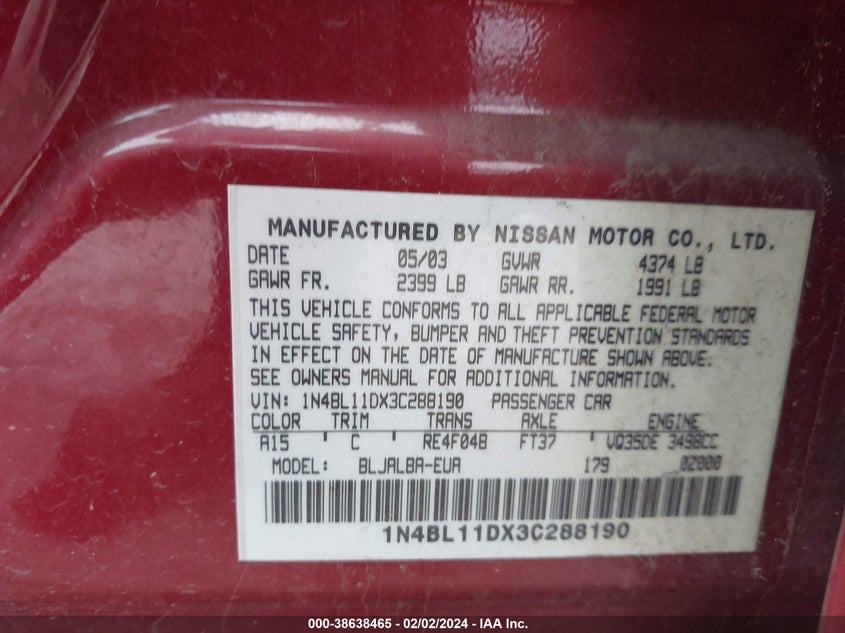 MANUFACTURED BY NISSAN MOTOR CO., LTD.
DATE 05/03 GVWR 4374 LB
GAWR FR. 2399 LB GAWR RR. 1991 LB
THIS VEHICLE CONFORMS TO ALL APPLICABLE FEDERAL MOTOR
VEHICLE SAFETY, BUMPER AND THEFT PREVENTION STANDARDS
IN EFFECT ON THE DATE OF MANUFACTURE SHOWN ABOVE.
SEE OWNERS MANUAL FOR ADDITIONAL INFORMATION.
VIN: 1N4BL11DX3C288190 PASSENGER CAR
COLOR TRIM TRANS AXLE ENGINE
A15 C RE4F04B FT37 VQ35DE 3498CC
MODEL: BLJALBA-EUA 179 0Z000
1N4BL11DX3C288190
000-38638465 - 02/02/2024 - IAA Inc.